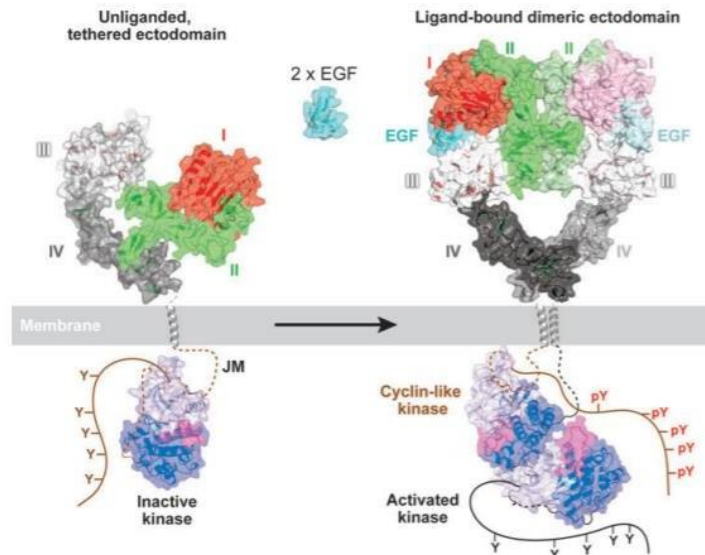 Unliganded,
tethered ectodomain
Ligand-bound dimeric ectodomain
2 x EGF
I
II
III
IV
I
II
II
I
EGF
EGF
III
III
IV
IV
Membrane
JM
Y
Y
Y
Y
Y
Inactive
kinase
Cyclin-like
kinase
pY
pY
pY
pY
pY
Activated
kinase
Y
Y
Y
Y
Y